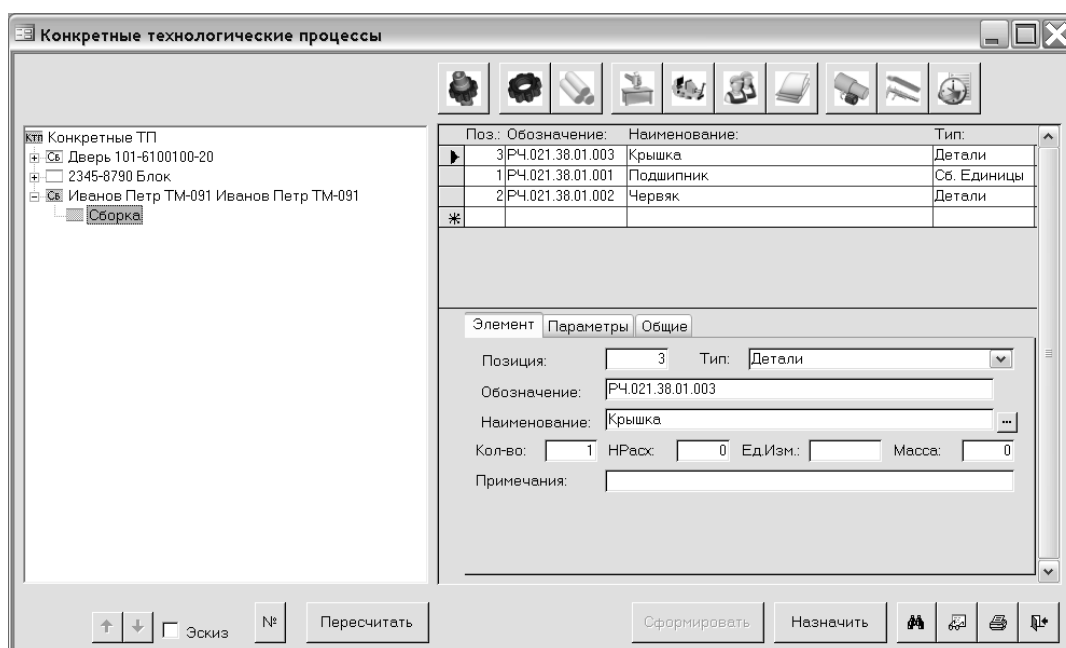 Конкретные технологические процессы
КТП Конкретные ТП
СБ Дверь 101-6100100-20
2345-8790 Блок
СБ Иванов Петр ТМ-091 Иванов Петр ТМ-091
Сборка
Поз.: Обозначение: Наименование: Тип:
3 РЧ.021.38.01.003 Крышка Детали
1 РЧ.021.38.01.001 Подшипник Сб. Единицы
2 РЧ.021.38.01.002 Червяк Детали
Элемент Параметры Общие
Позиция: 3 Тип: Детали
Обозначение: РЧ.021.38.01.003
Наименование: Крышка ...
Кол-во: 1 НРасх: 0 Ед.Изм.: Масса: 0
Примечания:
Эскиз № Пересчитать Сформировать Назначить